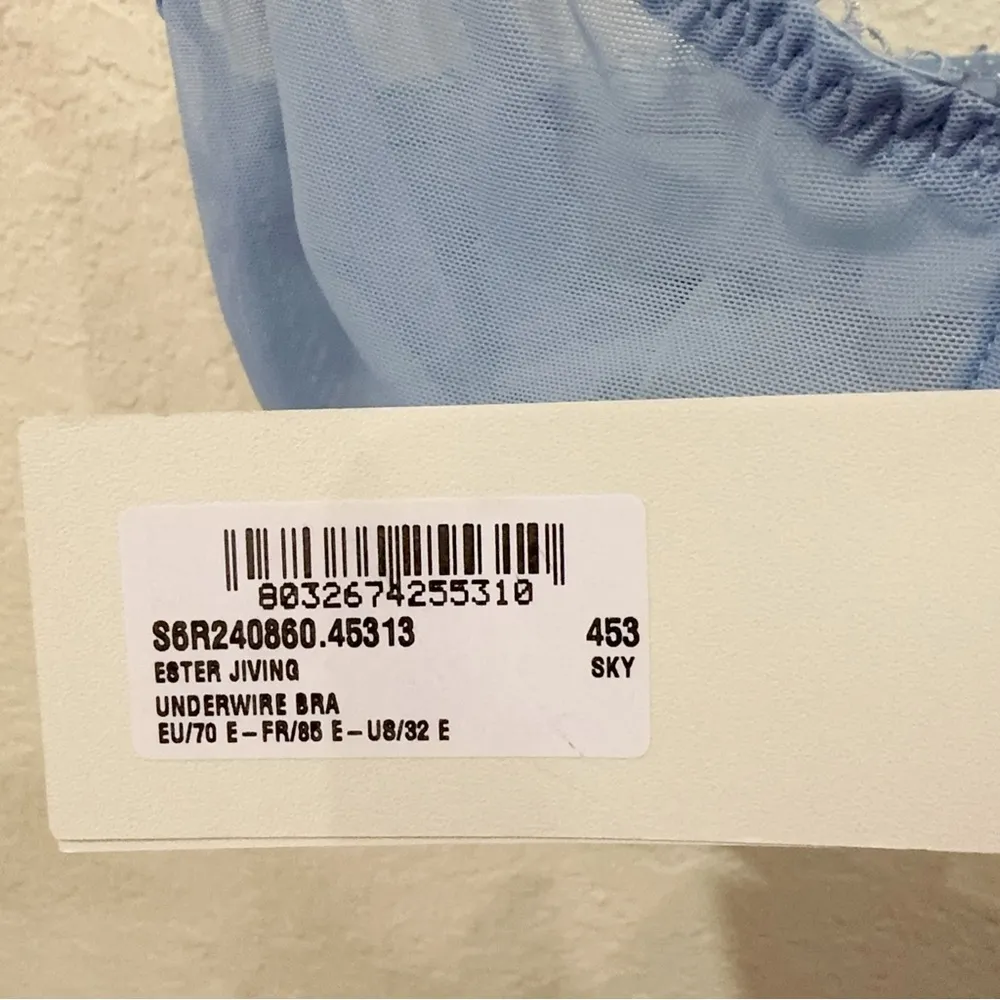 8032674255310
S6R240860.45313 453
ESTER JIVING SKY
UNDERWIRE BRA
EU/70 E-FR/85 E-US/32 E